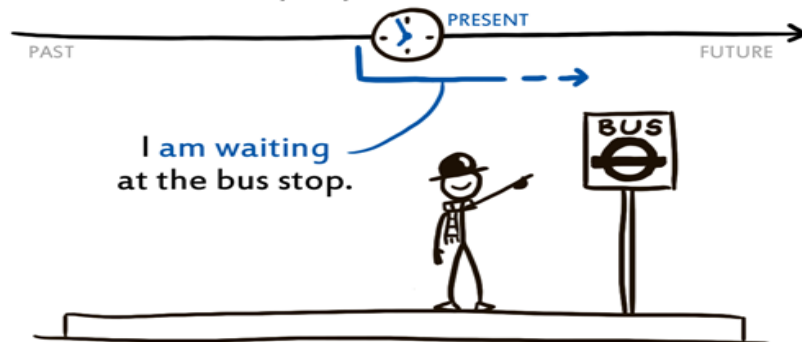 PRESENT
PAST
FUTURE
I am waiting
at the bus stop.
BUS